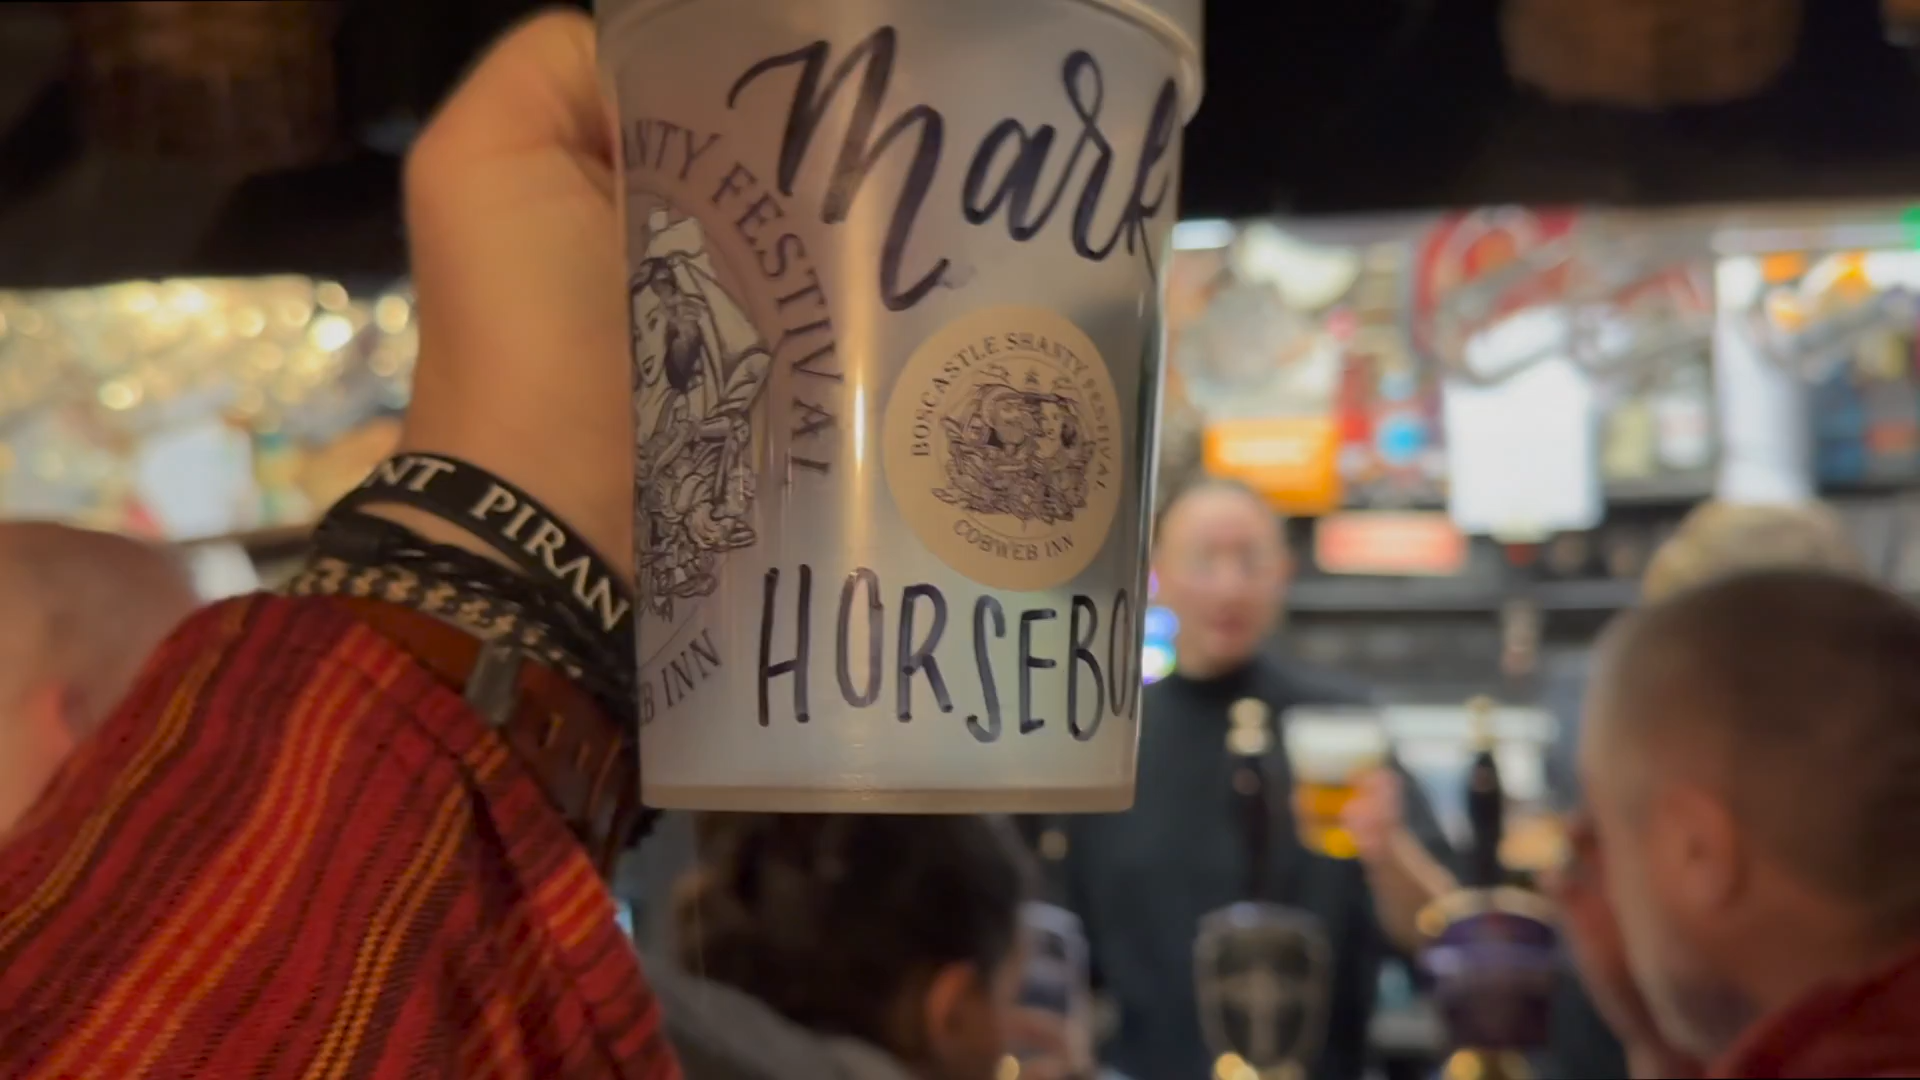 Mark
SHANTY FESTIVAL
BOSCASTLE SHANTY FESTIVAL
COBWEB INN
HORSEBO
B INN
NT PIRAN